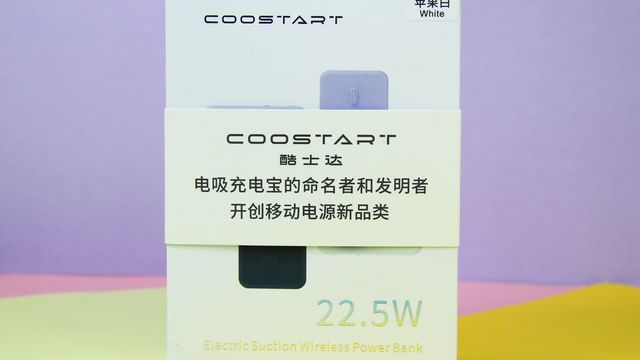 苹果白
White
COOSTART
COOSTART
酷士达
电吸充电宝的命名者和发明者
开创移动电源新品类
22.5W
Electric Suction Wireless Power Bank